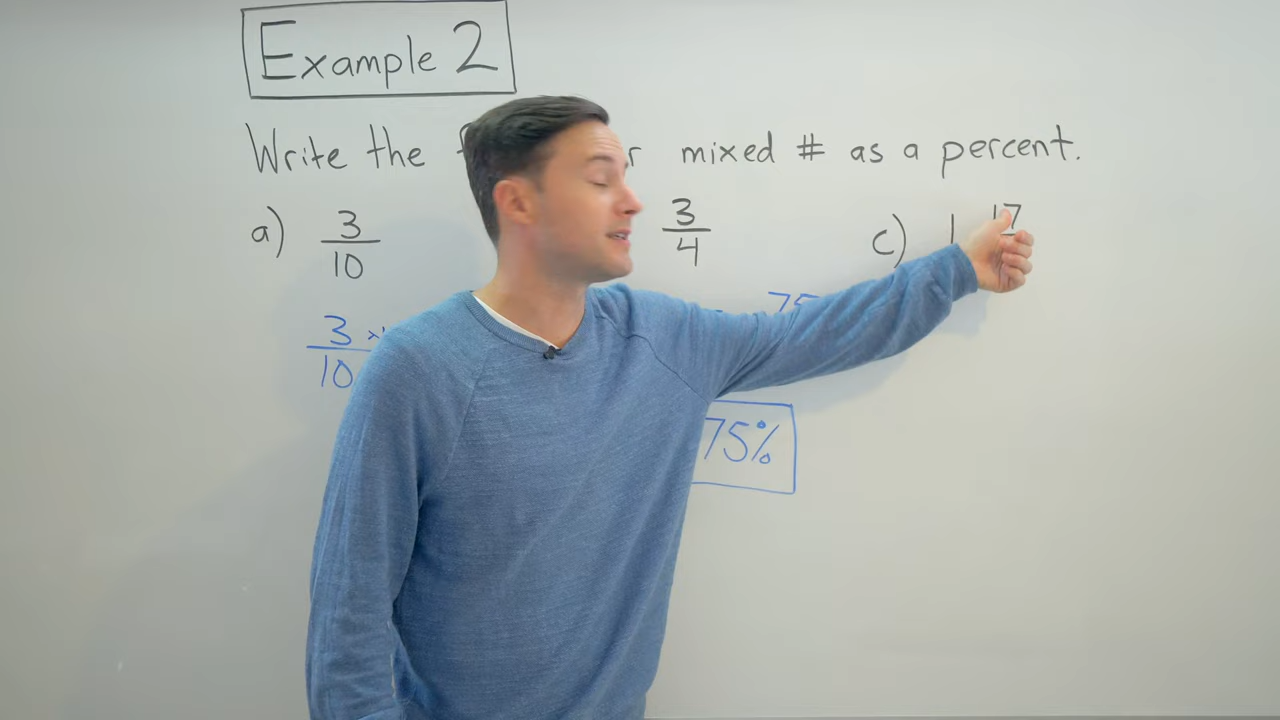 Example 2
Write the r mixed # as a percent.
a) 3/10 3/4 c) 1 17
3/10 x 75
75%